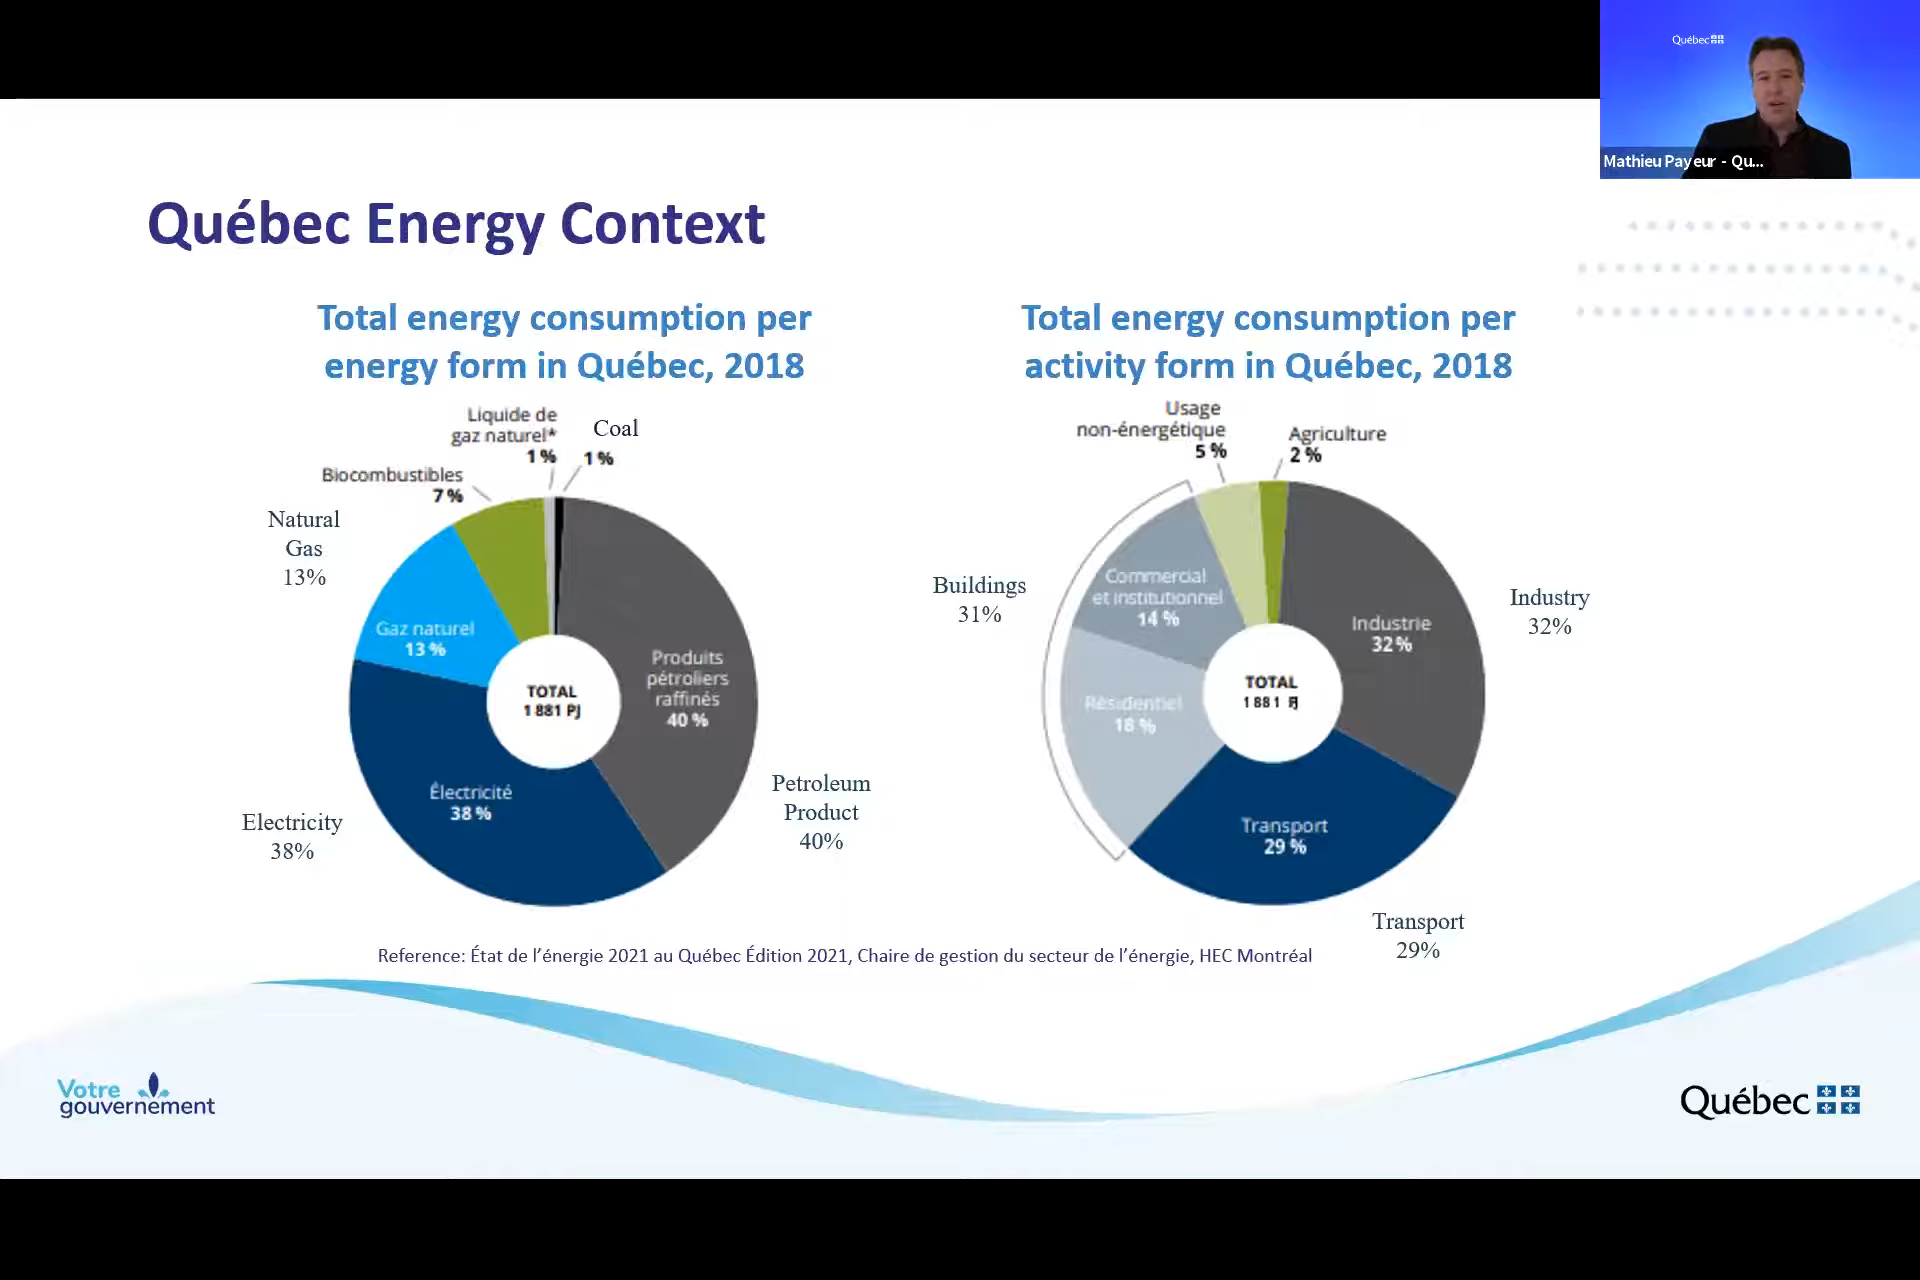 Québec
Mathieu Payeur - Qu...
Québec Energy Context
Total energy consumption per
energy form in Québec, 2018
Liquide de
gaz naturel*
1 %
Coal
1 %
Biocombustibles
7 %
Natural
Gas
13%
Gaz naturel
13 %
Produits
pétroliers
raffinés
40 %
TOTAL
1 881 PJ
Électricité
38 %
Electricity
38%
Petroleum
Product
40%
Total energy consumption per
activity form in Québec, 2018
Usage
non-énergétique
5 %
Agriculture
2 %
Buildings
31%
Commercial
et institutionnel
14 %
Industrie
32 %
Industry
32%
Résidentiel
18 %
TOTAL
1 881 PJ
Transport
29 %
Transport
29%
Reference: État de l’énergie 2021 au Québec Édition 2021, Chaire de gestion du secteur de l’énergie, HEC Montréal
Votre
gouvernement
Québec